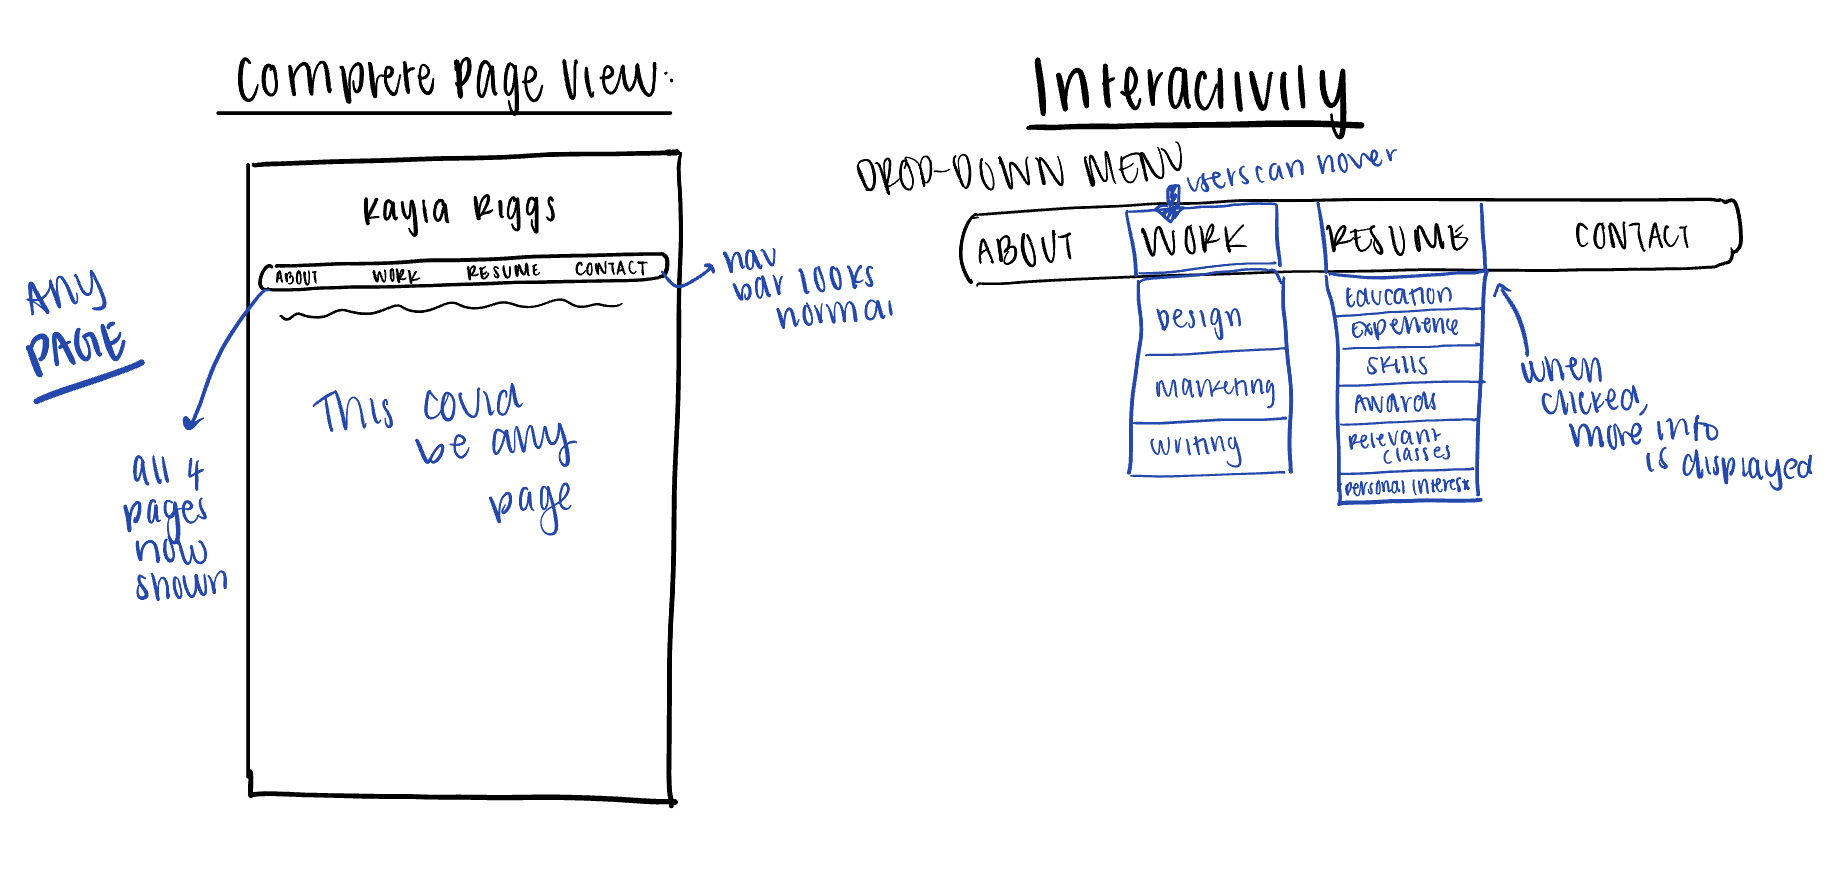 Complete Page View:
Kayla Riggs
ABOUT WORK RESUME CONTACT
nav
bar looks
normal
ANY
PAGE
This could
be any
page
all 4
pages
now
shown
Interactivity
DROP-DOWN MENU
users can hover
ABOUT WORK RESUME CONTACT
Design
Marketing
Writing
Education
Experience
Skills
Awards
Relevant
classes
Personal Interest
when
clicked,
more info
is displayed